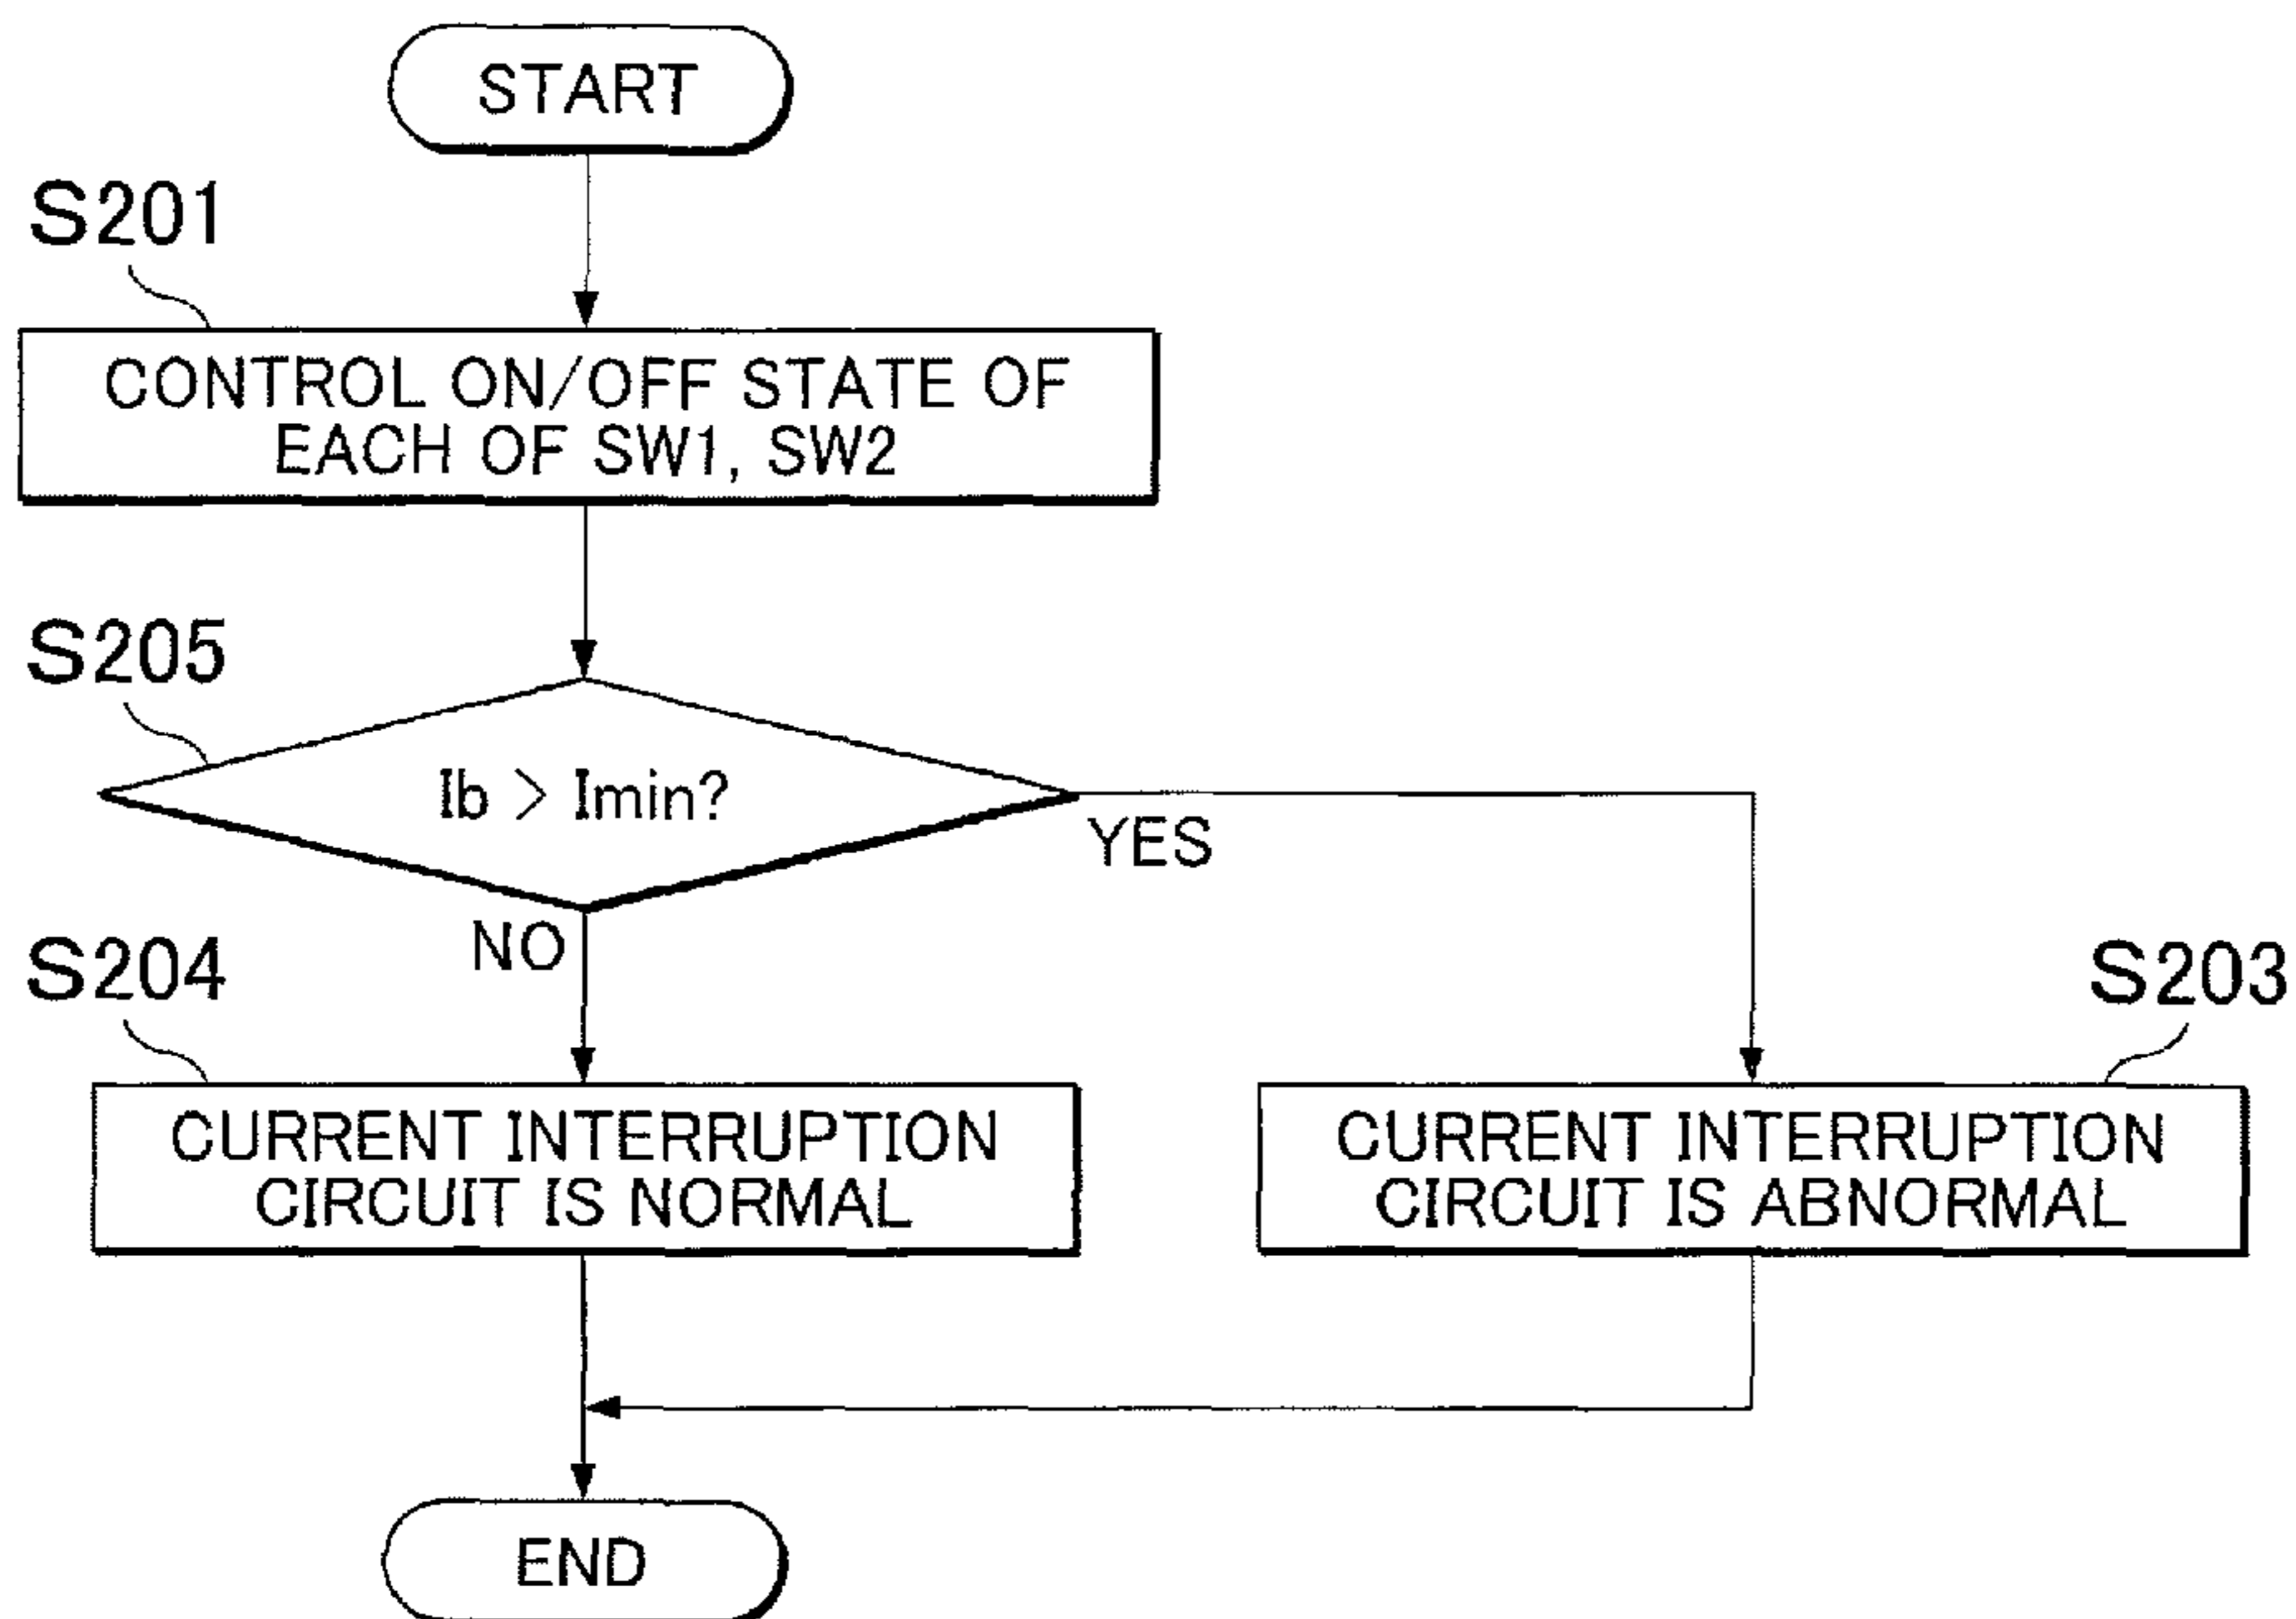 START
S201
CONTROL ON/OFF STATE OF
EACH OF SW1, SW2
S205
Ib > Imin?
YES
NO
S204
S203
CURRENT INTERRUPTION
CIRCUIT IS NORMAL
CURRENT INTERRUPTION
CIRCUIT IS ABNORMAL
END